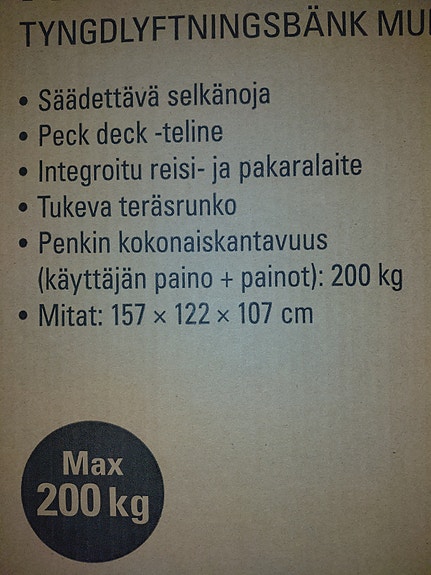 TYNGDLYFTNINGSBÄNK
• Säädettävä selkänoja
• Peck deck -teline
• Integroitu reisi- ja pakaralaite
• Tukeva teräsrunko
• Penkin kokonaiskantavuus
(käyttäjän paino + painot): 200 kg
• Mitat: 157 × 122 × 107 cm
Max
200 kg